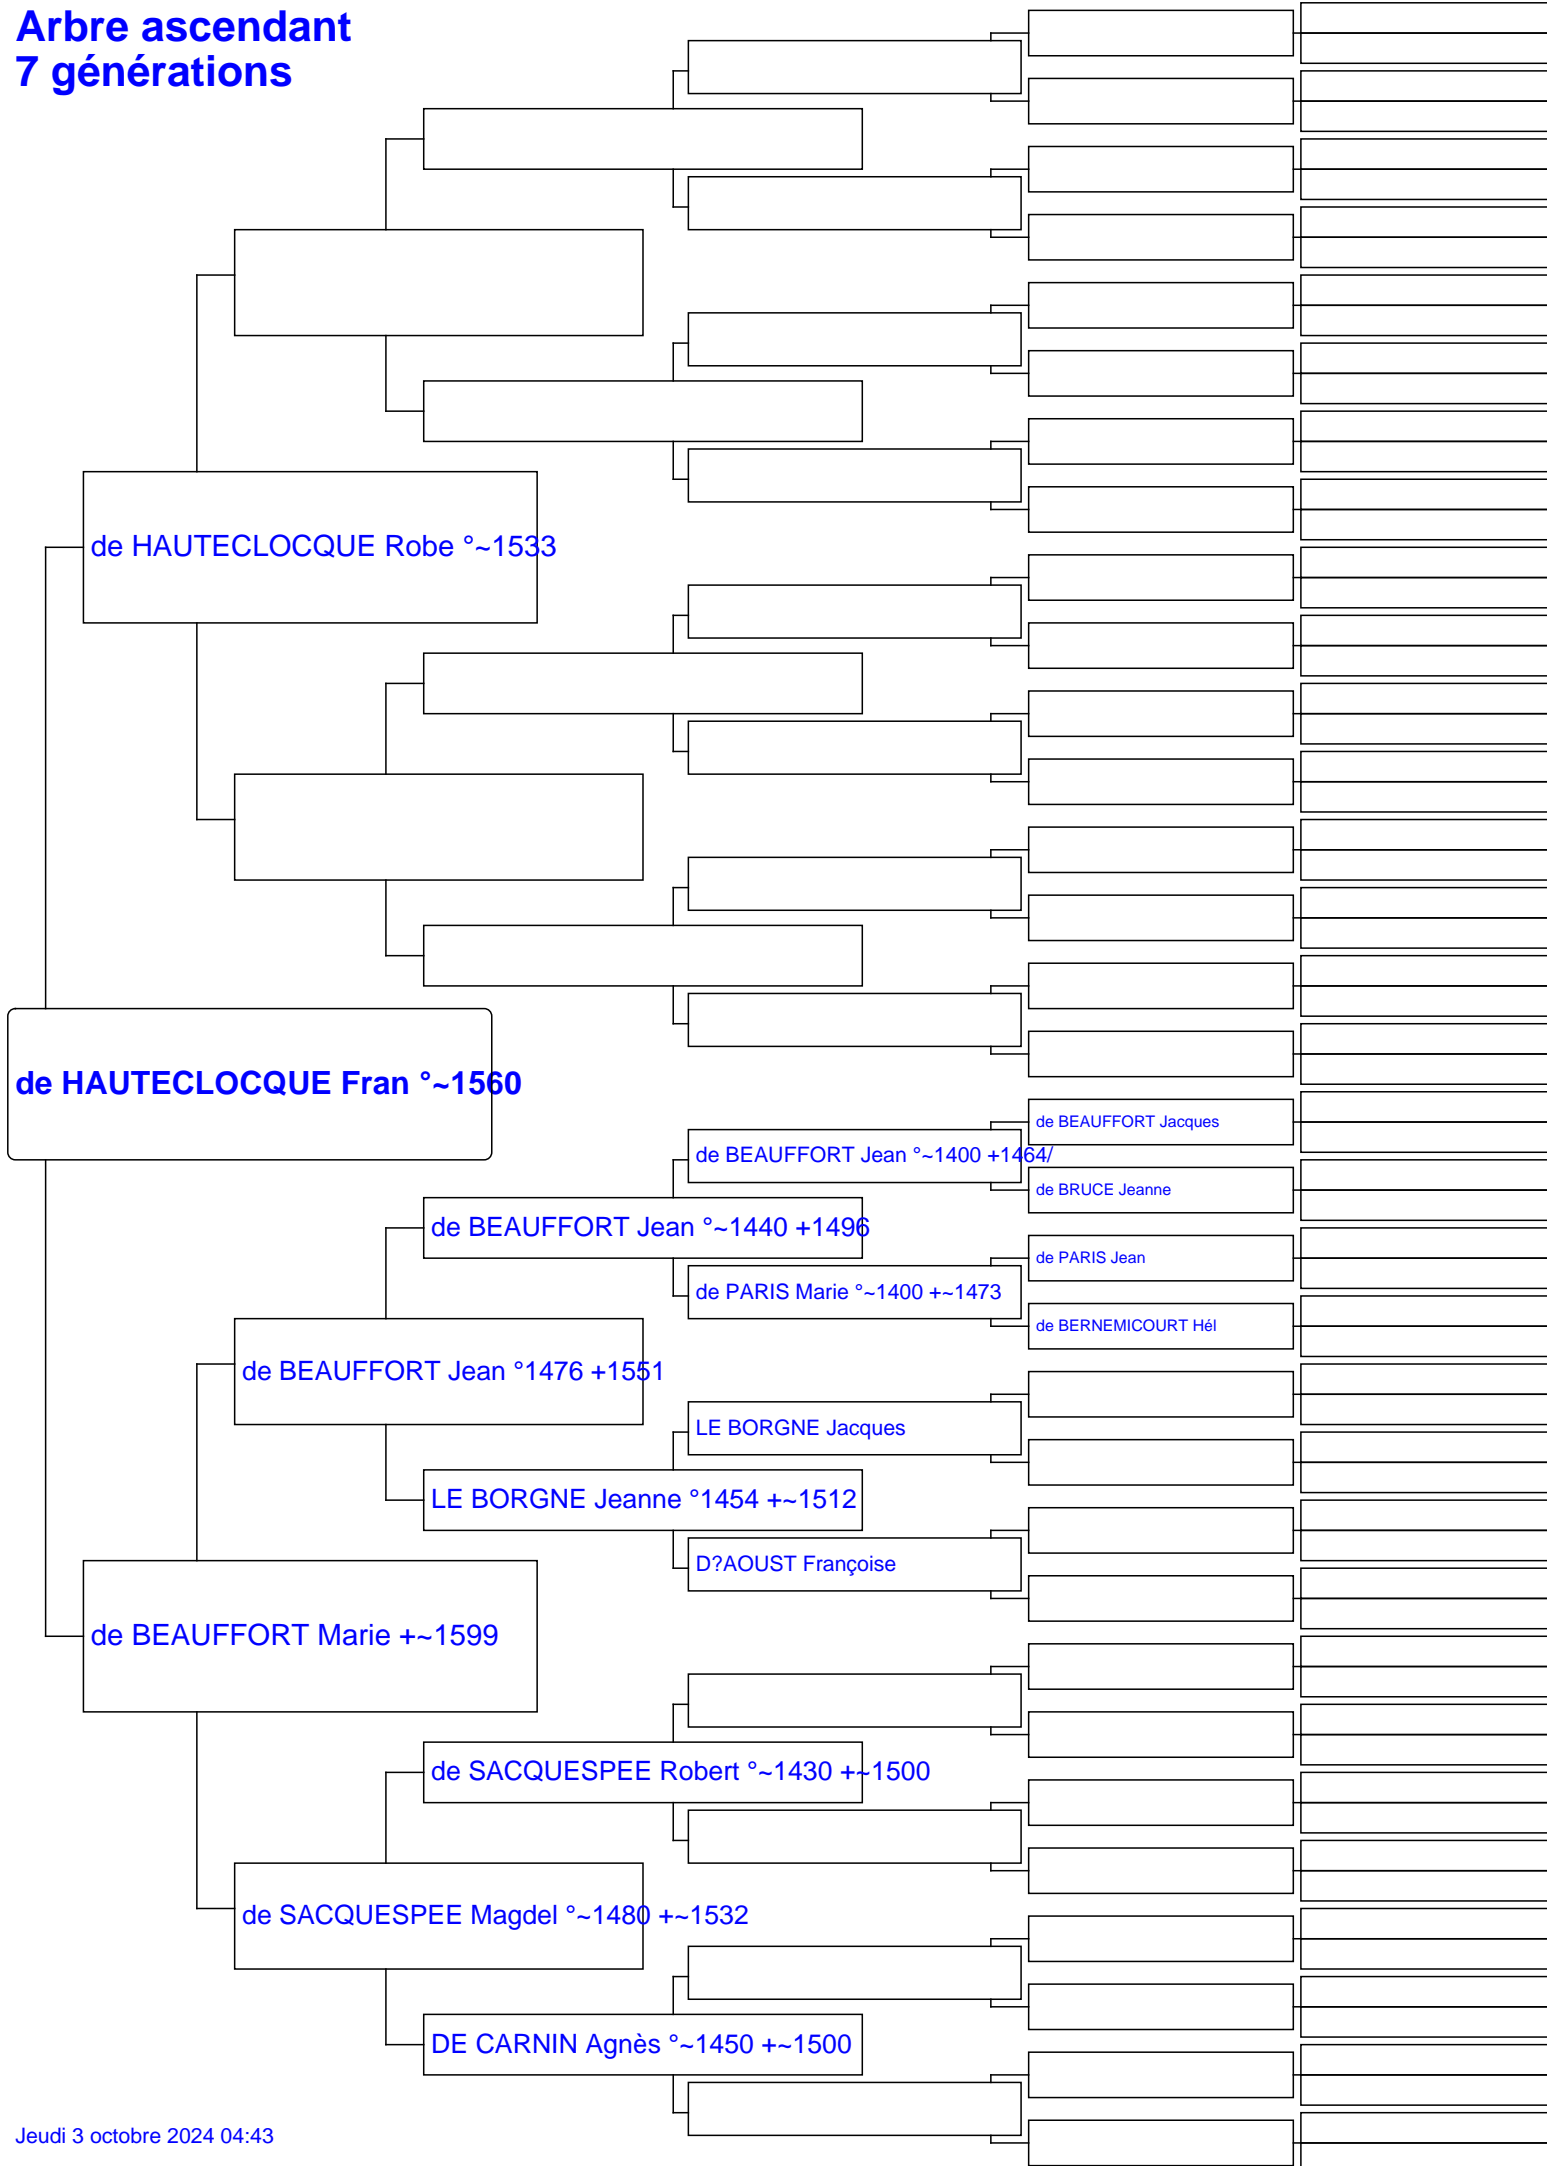 Arbre ascendant
7 générations
de HAUTECLOCQUE Robe °~1533
de HAUTECLOCQUE Fran °~1560
de BEAUFFORT Jacques
de BEAUFFORT Jean °~1400 +1464/
de BRUCE Jeanne
de BEAUFFORT Jean °~1440 +1496
de PARIS Jean
de PARIS Marie °~1400 +~1473
de BERNEMICOURT Hél
de BEAUFFORT Jean °1476 +1551
LE BORGNE Jacques
LE BORGNE Jeanne °1454 +~1512
D?AOUST Françoise
de BEAUFFORT Marie +~1599
de SACQUESPEE Robert °~1430 +~1500
de SACQUESPEE Magdel °~1480 +~1532
DE CARNIN Agnès °~1450 +~1500
Jeudi 3 octobre 2024 04:43